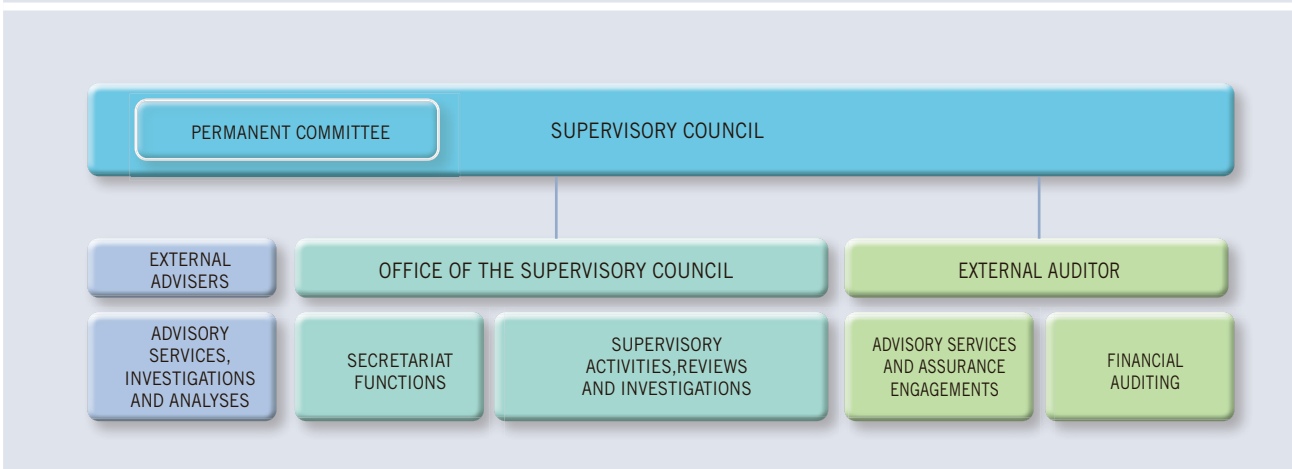 PERMANENT COMMITTEE
SUPERVISORY COUNCIL
EXTERNAL
ADVISERS
OFFICE OF THE SUPERVISORY COUNCIL
EXTERNAL AUDITOR
ADVISORY
SERVICES,
INVESTIGATIONS
AND ANALYSES
SECRETARIAT
FUNCTIONS
SUPERVISORY
ACTIVITIES,REVIEWS
AND INVESTIGATIONS
ADVISORY SERVICES
AND ASSURANCE
ENGAGEMENTS
FINANCIAL
AUDITING